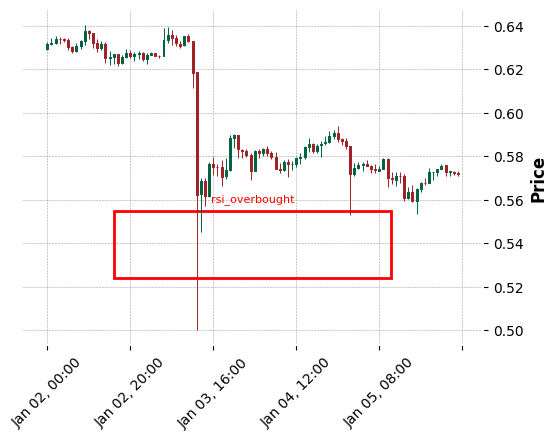 0.64
0.62
0.60
rsi_overbought
0.58
0.56
0.54
0.52
0.50
Price
Jan 02, 00:00
Jan 02, 20:00
Jan 03, 16:00
Jan 04, 12:00
Jan 05, 08:00